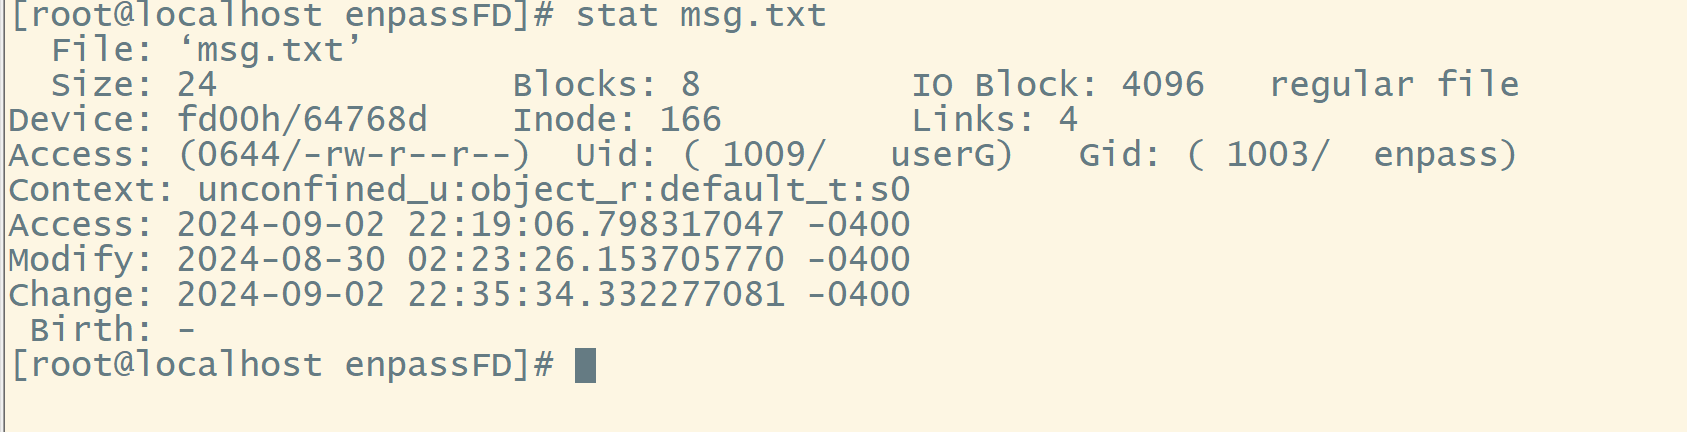 [root@localhost enpassFD]# stat msg.txt
  File: ‘msg.txt’
  Size: 24              Blocks: 8          IO Block: 4096   regular file
Device: fd00h/64768d    Inode: 166         Links: 4
Access: (0644/-rw-r--r--)  Uid: ( 1009/   userG)   Gid: ( 1003/  enpass)
Context: unconfined_u:object_r:default_t:s0
Access: 2024-09-02 22:19:06.798317047 -0400
Modify: 2024-08-30 02:23:26.153705770 -0400
Change: 2024-09-02 22:35:34.332277081 -0400
 Birth: -
[root@localhost enpassFD]#